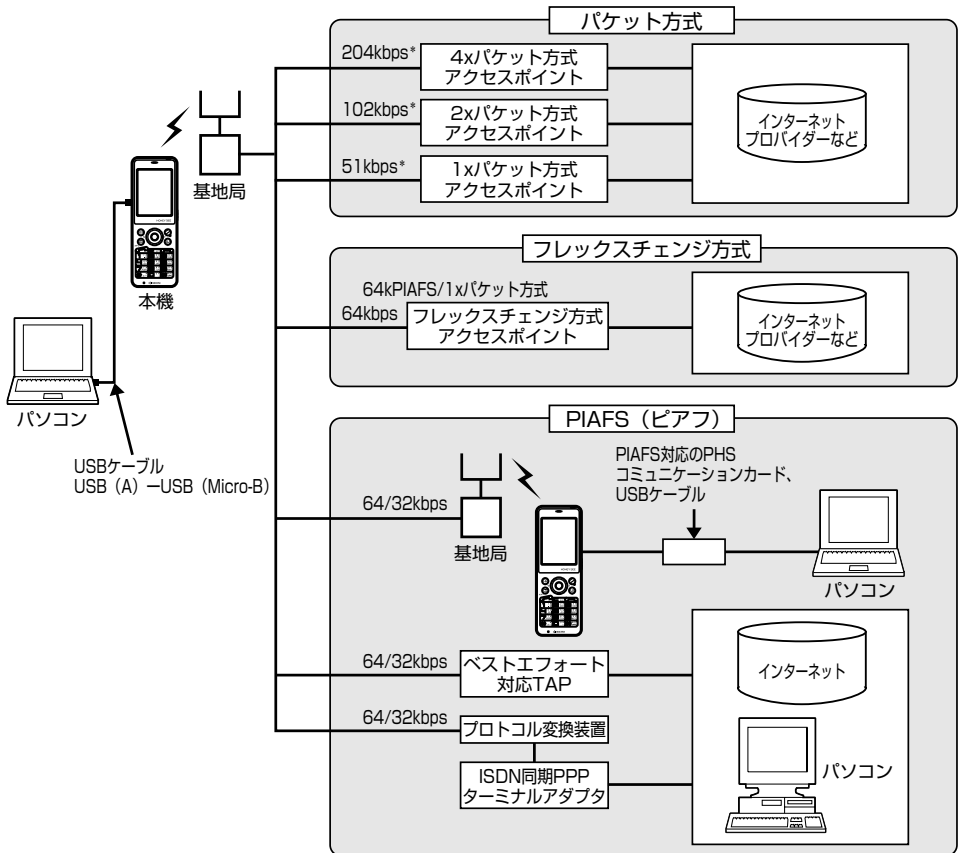 パケット方式
204kbps*
4xパケット方式
アクセスポイント
102kbps*
2xパケット方式
アクセスポイント
51kbps*
1xパケット方式
アクセスポイント
インターネット
プロバイダーなど
基地局
本機
パソコン
USBケーブル
USB（A）ーUSB（Micro-B）
フレックスチェンジ方式
64kPIAFS/1xパケット方式
64kbps
フレックスチェンジ方式
アクセスポイント
インターネット
プロバイダーなど
PIAFS（ピアフ）
PIAFS対応のPHS
コミュニケーションカード、
USBケーブル
64/32kbps
基地局
パソコン
64/32kbps
ベストエフォート
対応TAP
インターネット
64/32kbps
プロトコル変換装置
ISDN同期PPP
ターミナルアダプタ
パソコン